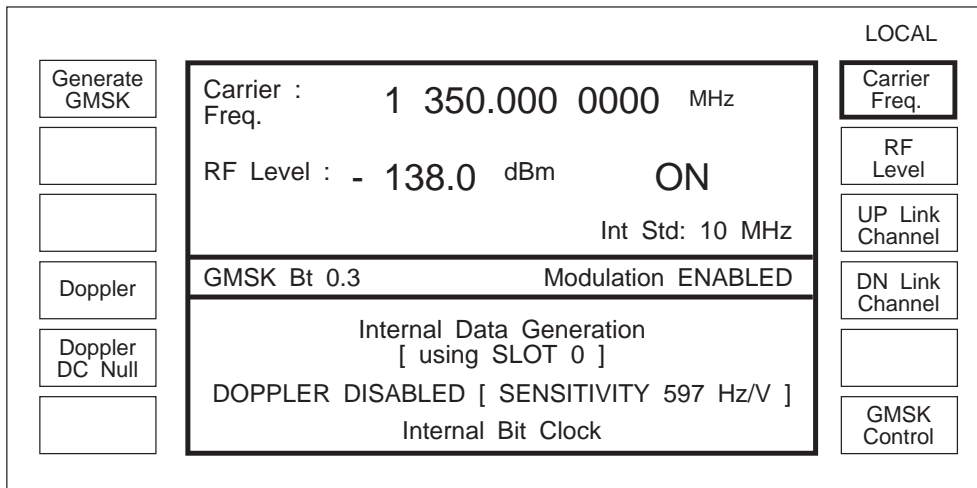 LOCAL
Generate
GMSK
Doppler
Doppler
DC Null
Carrier :
Freq.
1 350.000 0000 MHz
RF Level : - 138.0 dBm ON
Int Std: 10 MHz
GMSK Bt 0.3 Modulation ENABLED
Internal Data Generation
[ using SLOT 0 ]
DOPPLER DISABLED [ SENSITIVITY 597 Hz/V ]
Internal Bit Clock
Carrier
Freq.
RF
Level
UP Link
Channel
DN Link
Channel
GMSK
Control